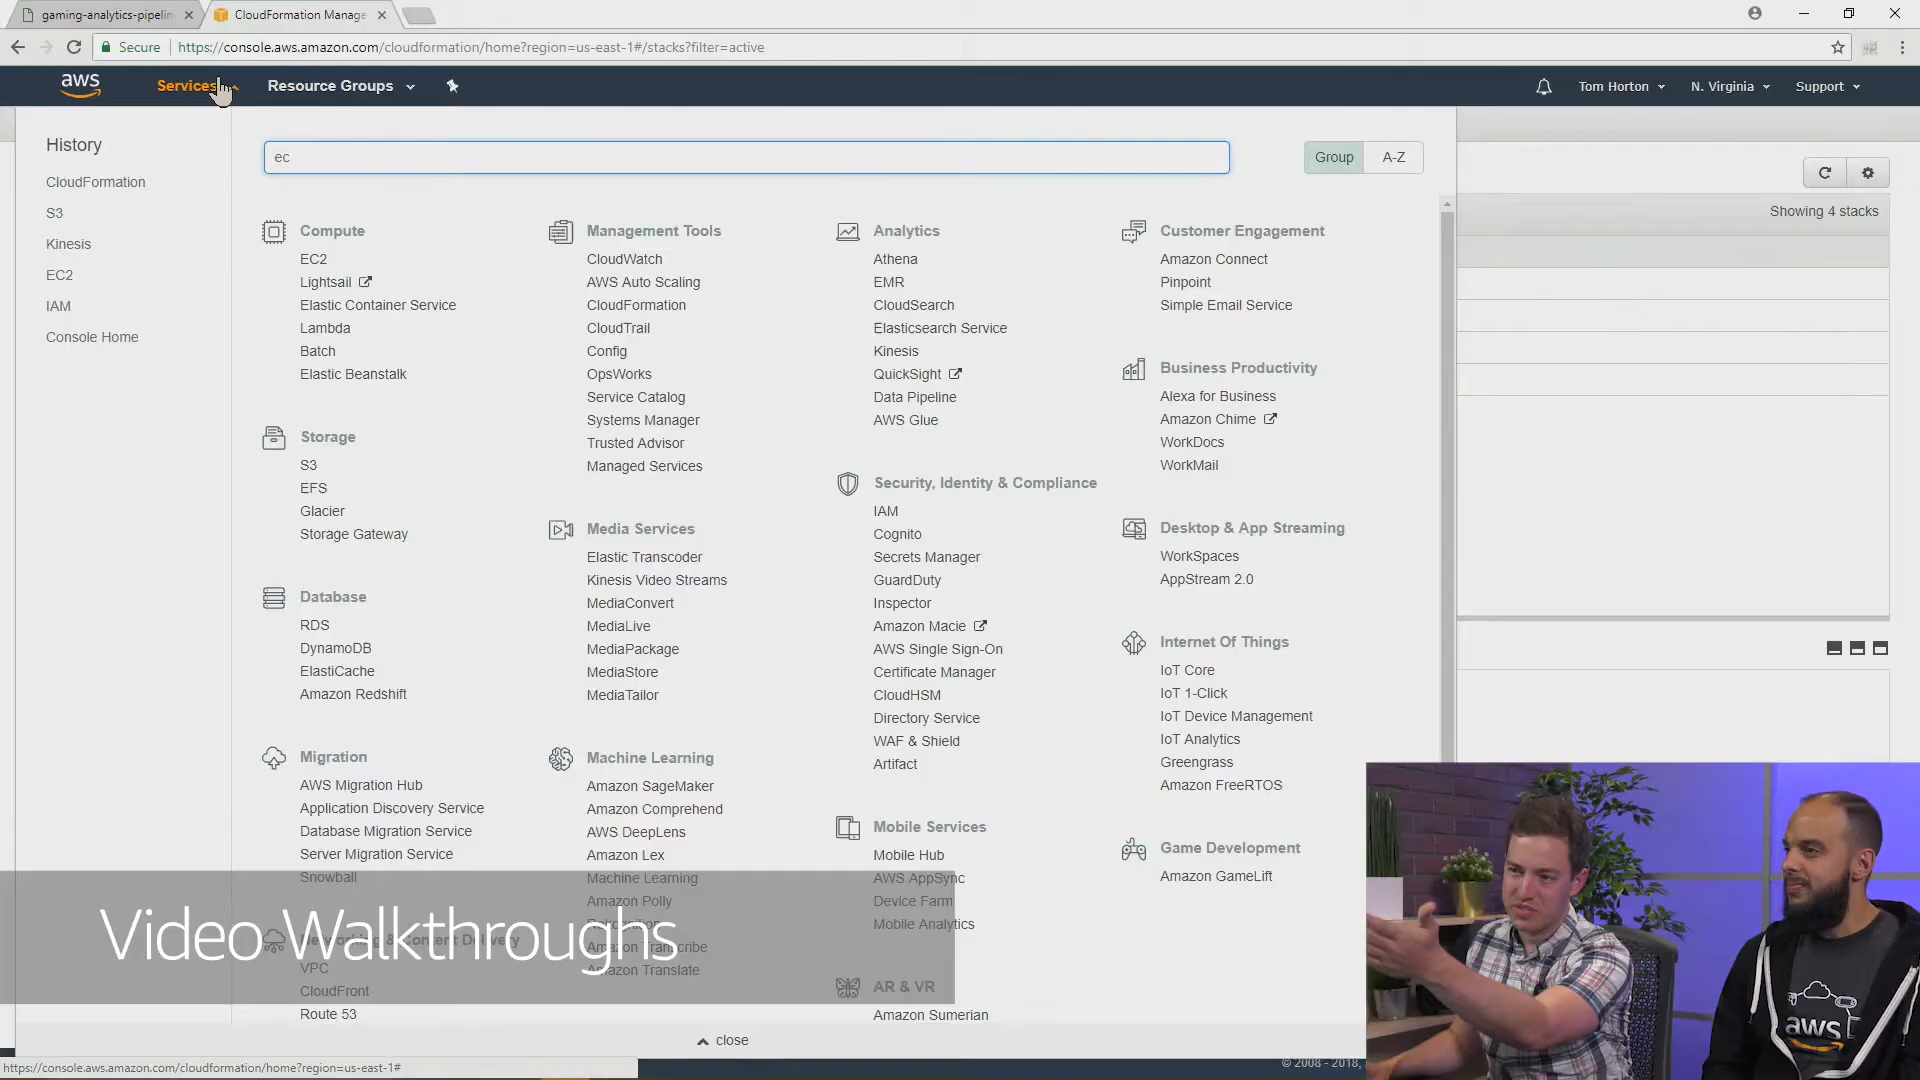 gaming-analytics-pipelin
CloudFormation Manage
Secure
https://console.aws.amazon.com/cloudformation/home?region=us-east-1#/stacks?filter=active
aws
Services
Resource Groups
Tom Horton
N. Virginia
Support
History
CloudFormation
S3
Kinesis
EC2
IAM
Console Home
ec
Group
A-Z
Showing 4 stacks
Compute
EC2
Lightsail
Elastic Container Service
Lambda
Batch
Elastic Beanstalk
Storage
S3
EFS
Glacier
Storage Gateway
Database
RDS
DynamoDB
ElastiCache
Amazon Redshift
Migration
AWS Migration Hub
Application Discovery Service
Database Migration Service
Server Migration Service
Snowball
Networking & Content Delivery
VPC
CloudFront
Route 53
Management Tools
CloudWatch
AWS Auto Scaling
CloudFormation
CloudTrail
Config
OpsWorks
Service Catalog
Systems Manager
Trusted Advisor
Managed Services
Media Services
Elastic Transcoder
Kinesis Video Streams
MediaConvert
MediaLive
MediaPackage
MediaStore
MediaTailor
Machine Learning
Amazon SageMaker
Amazon Comprehend
AWS DeepLens
Amazon Lex
Machine Learning
Amazon Polly
Rekognition
Amazon Transcribe
Amazon Translate
Analytics
Athena
EMR
CloudSearch
Elasticsearch Service
Kinesis
QuickSight
Data Pipeline
AWS Glue
Security, Identity & Compliance
IAM
Cognito
Secrets Manager
GuardDuty
Inspector
Amazon Macie
AWS Single Sign-On
Certificate Manager
CloudHSM
Directory Service
WAF & Shield
Artifact
Mobile Services
Mobile Hub
AWS AppSync
Device Farm
Mobile Analytics
AR & VR
Amazon Sumerian
Customer Engagement
Amazon Connect
Pinpoint
Simple Email Service
Business Productivity
Alexa for Business
Amazon Chime
WorkDocs
WorkMail
Desktop & App Streaming
WorkSpaces
AppStream 2.0
Internet Of Things
IoT Core
IoT 1-Click
IoT Device Management
IoT Analytics
Greengrass
Amazon FreeRTOS
Game Development
Amazon GameLift
Video Walkthroughs
close
https://console.aws.amazon.com/cloudformation/home?region=us-east-1#
© 2008 - 2018,
aws